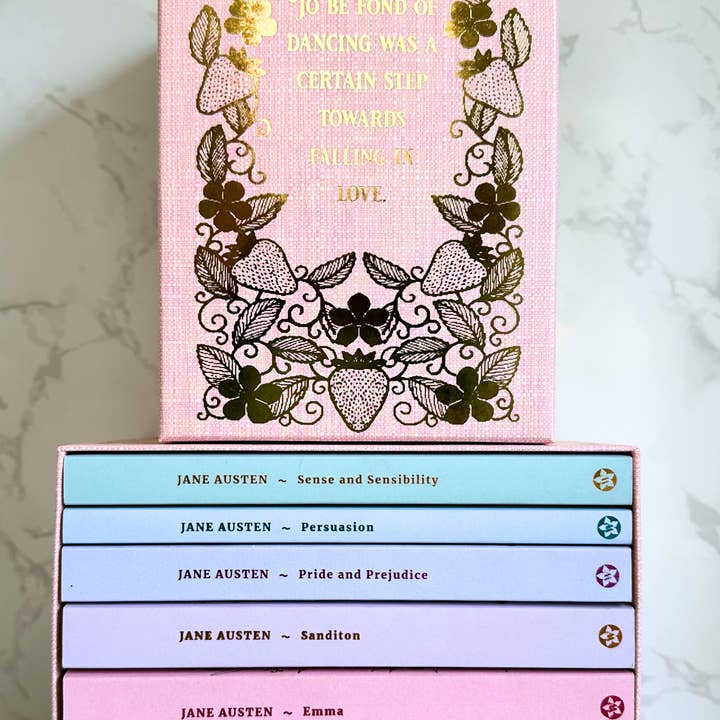 TO BE FOND OF
DANCING WAS A
CERTAIN STEP
TOWARDS
FALLING IN
LOVE.
JANE AUSTEN ~ Sense and Sensibility
JANE AUSTEN ~ Persuasion
JANE AUSTEN ~ Pride and Prejudice
JANE AUSTEN ~ Sanditon
JANE AUSTEN ~ Emma